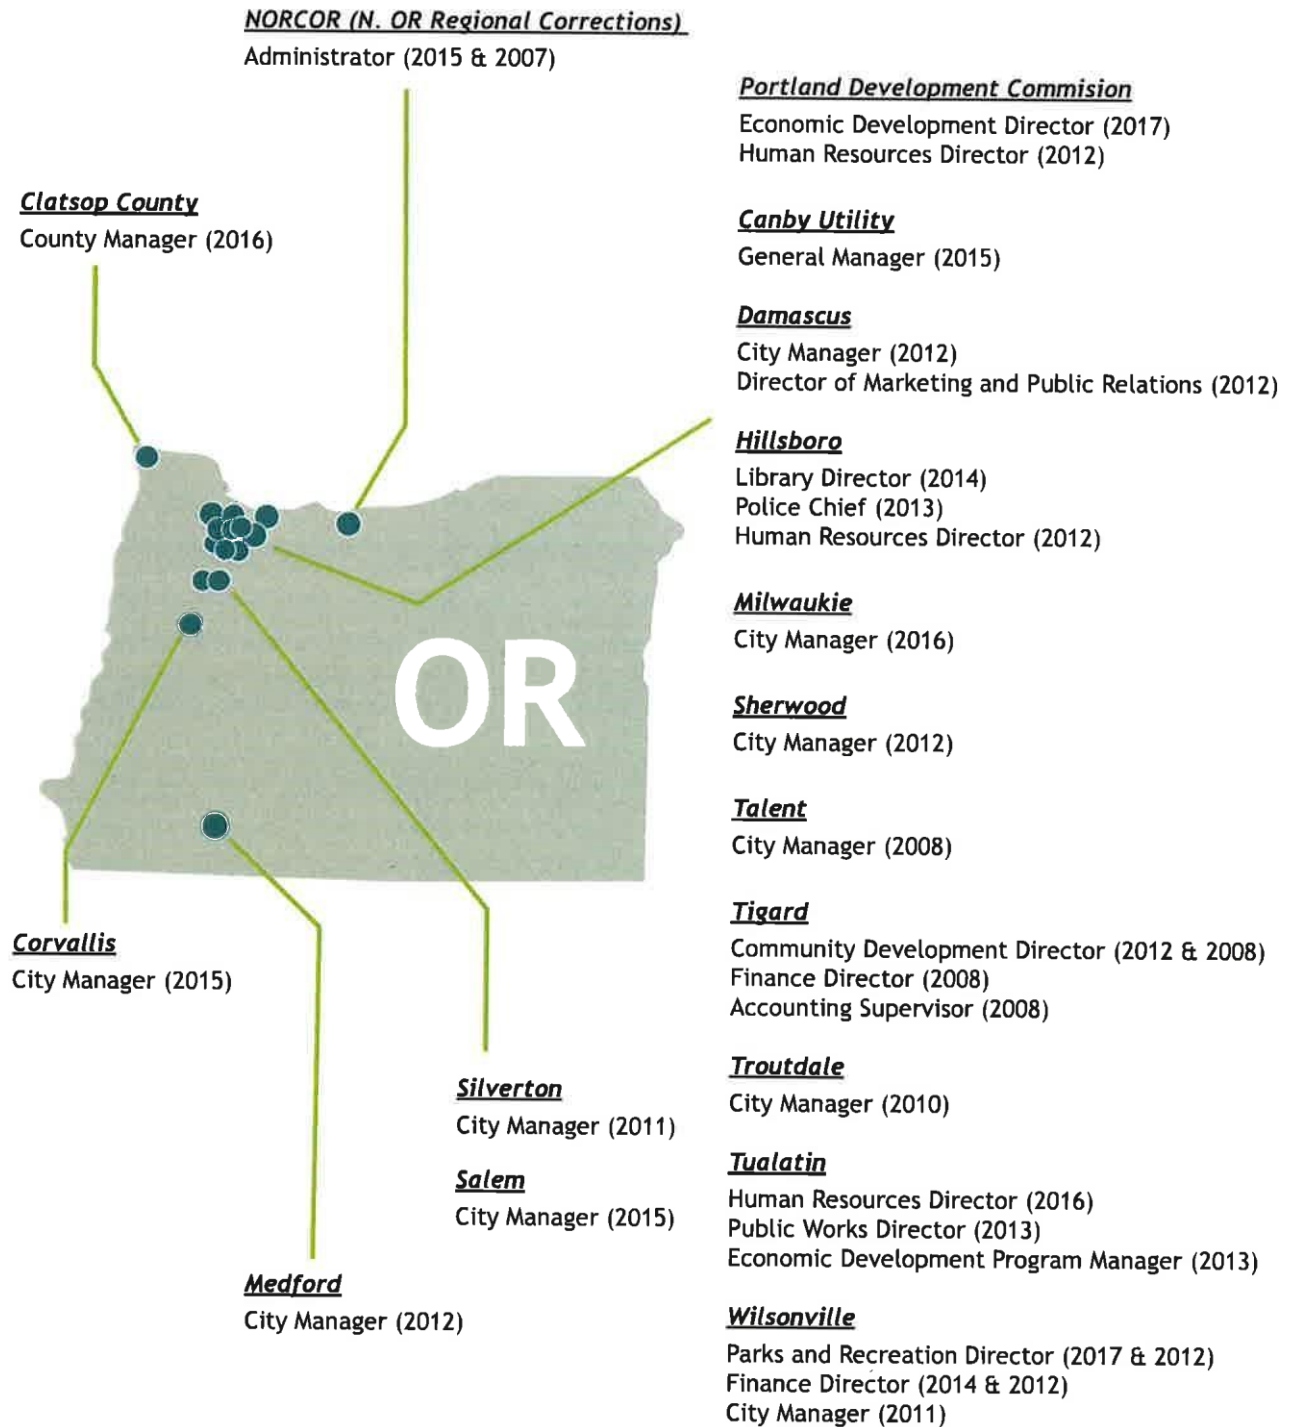 NORCOR (N. OR Regional Corrections)
Administrator (2015 & 2007)
Clatsop County
County Manager (2016)
OR
Corvallis
City Manager (2015)
Silverton
City Manager (2011)
Salem
City Manager (2015)
Medford
City Manager (2012)
Portland Development Commision
Economic Development Director (2017)
Human Resources Director (2012)
Canby Utility
General Manager (2015)
Damascus
City Manager (2012)
Director of Marketing and Public Relations (2012)
Hillsboro
Library Director (2014)
Police Chief (2013)
Human Resources Director (2012)
Milwaukie
City Manager (2016)
Sherwood
City Manager (2012)
Talent
City Manager (2008)
Tigard
Community Development Director (2012 & 2008)
Finance Director (2008)
Accounting Supervisor (2008)
Troutdale
City Manager (2010)
Tualatin
Human Resources Director (2016)
Public Works Director (2013)
Economic Development Program Manager (2013)
Wilsonville
Parks and Recreation Director (2017 & 2012)
Finance Director (2014 & 2012)
City Manager (2011)